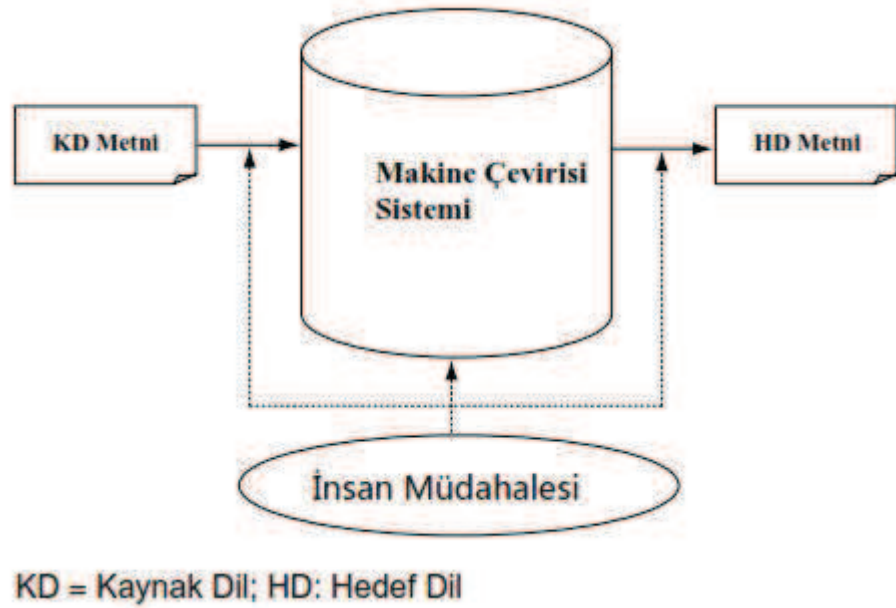 KD Metni
Makine Çevirisi
Sistemi
HD Metni
İnsan Müdahalesi
KD = Kaynak Dil; HD: Hedef Dil